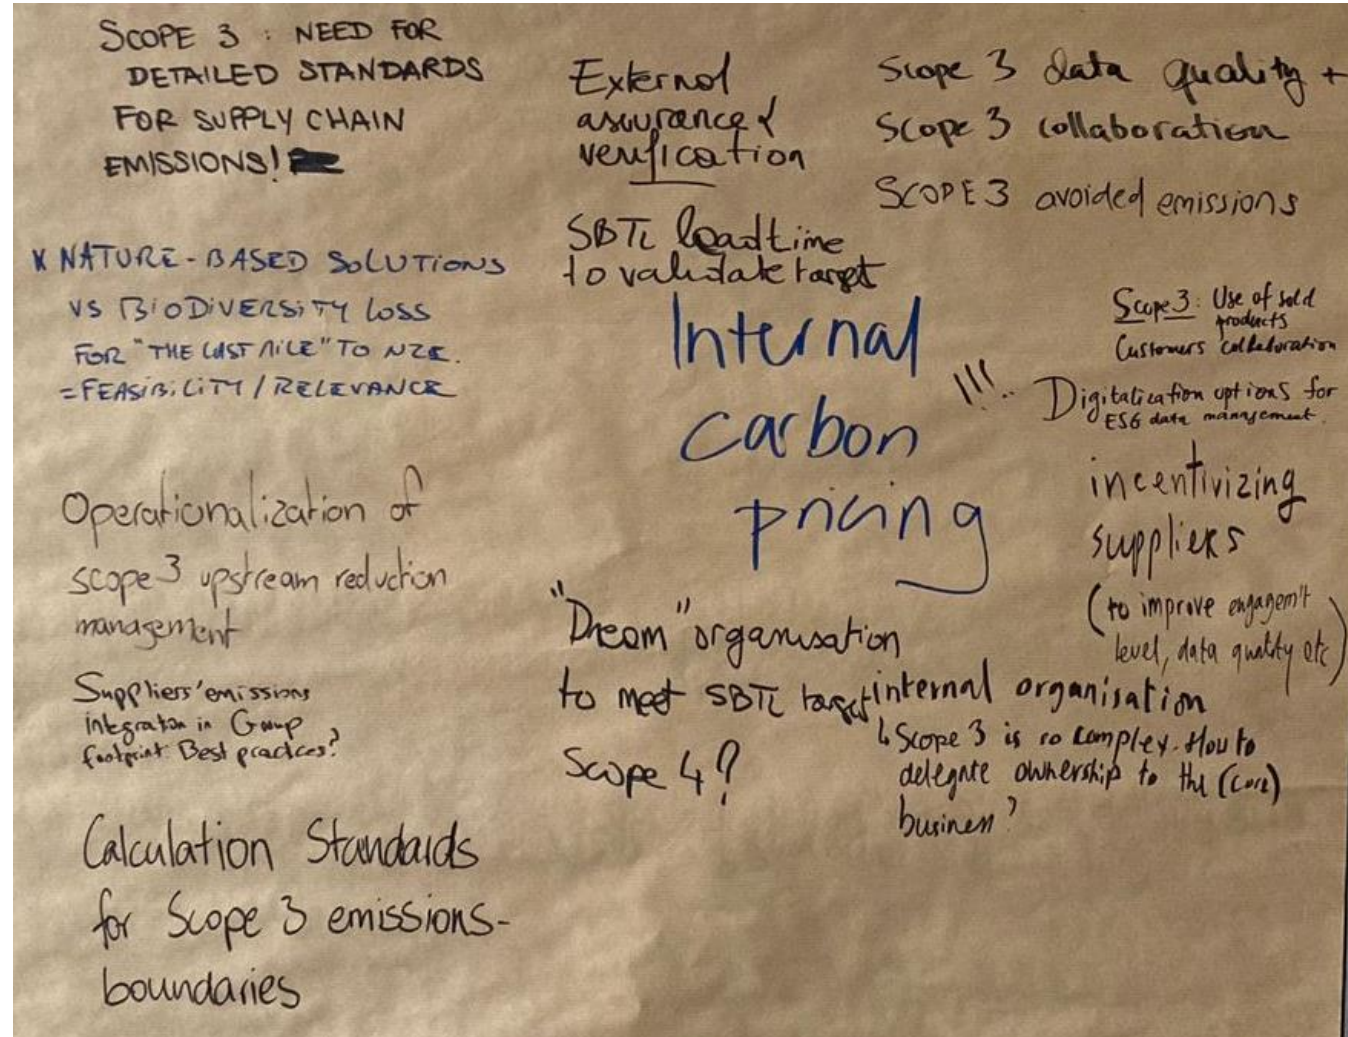 SCOPE 3 : NEED FOR
DETAILED STANDARDS
FOR SUPPLY CHAIN
EMISSIONS!
x NATURE-BASED SOLUTIONS
VS BIODIVERSITY LOSS
FOR "THE LAST MILE" TO NZE.
= FEASIBILITY / RELEVANCE
Operationalization of
scope 3 upstream reduction
management
Suppliers' emissions
integration in Group
footprint. Best practices?
Calculation Standards
for Scope 3 emissions-
boundaries
External
assurance &
verification
SBTi leadtime
to validate target
Internal
carbon
pricing
!!!..
"Dream" organisation
to meet SBTi target
Scope 4?
Scope 3 data quality +
Scope 3 collaboration
SCOPE 3 avoided emissions
Scope 3: Use of sold
products
Customers collaboration
Digitalication options for
ESG data management.
incentivizing
suppliers
(to improve engagem't
level, data quality etc)
internal organisation
↳ Scope 3 is so complex. How to
delegate ownership to the (core)
business?